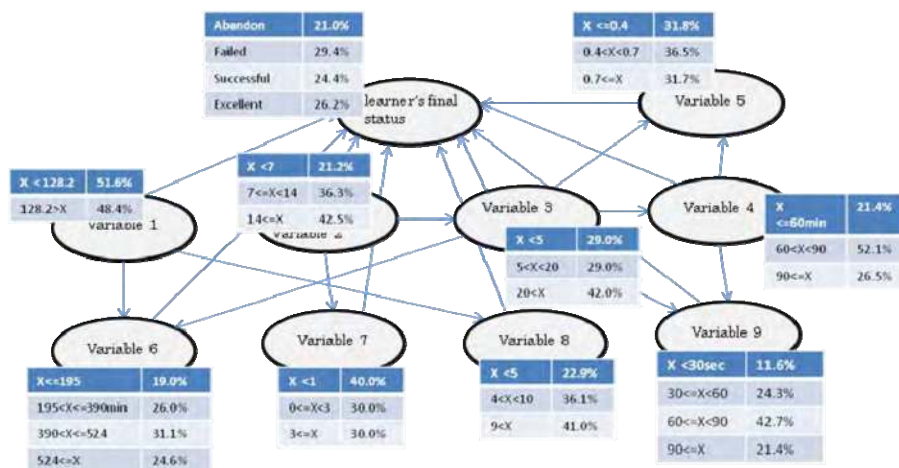 Abandon 21.0%
Failed 29.4%
Successful 24.4%
Excellent 26.2%
X <=0.4 31.8%
0.4<X<0.7 36.5%
0.7<=X 31.7%
learner's final
status
Variable 5
X <128.2 51.6%
128.2>X 48.4%
Variable 1
X <7 21.2%
7<=X<14 36.3%
14<=X 42.5%
Variable 2
Variable 3
X <5 29.0%
5<X<20 29.0%
20<X 42.0%
Variable 4
X
<=60min 21.4%
60<X<90 52.1%
90<=X 26.5%
Variable 6
X<=195 19.0%
195<X<=390min 26.0%
390<X<=524 31.1%
524<=X 24.6%
Variable 7
X <1 40.0%
0<=X<3 30.0%
3<=X 30.0%
Variable 8
X <5 22.9%
4<X<10 36.1%
9<X 41.0%
Variable 9
X <30sec 11.6%
30<=X<60 24.3%
60<=X<90 42.7%
90<=X 21.4%